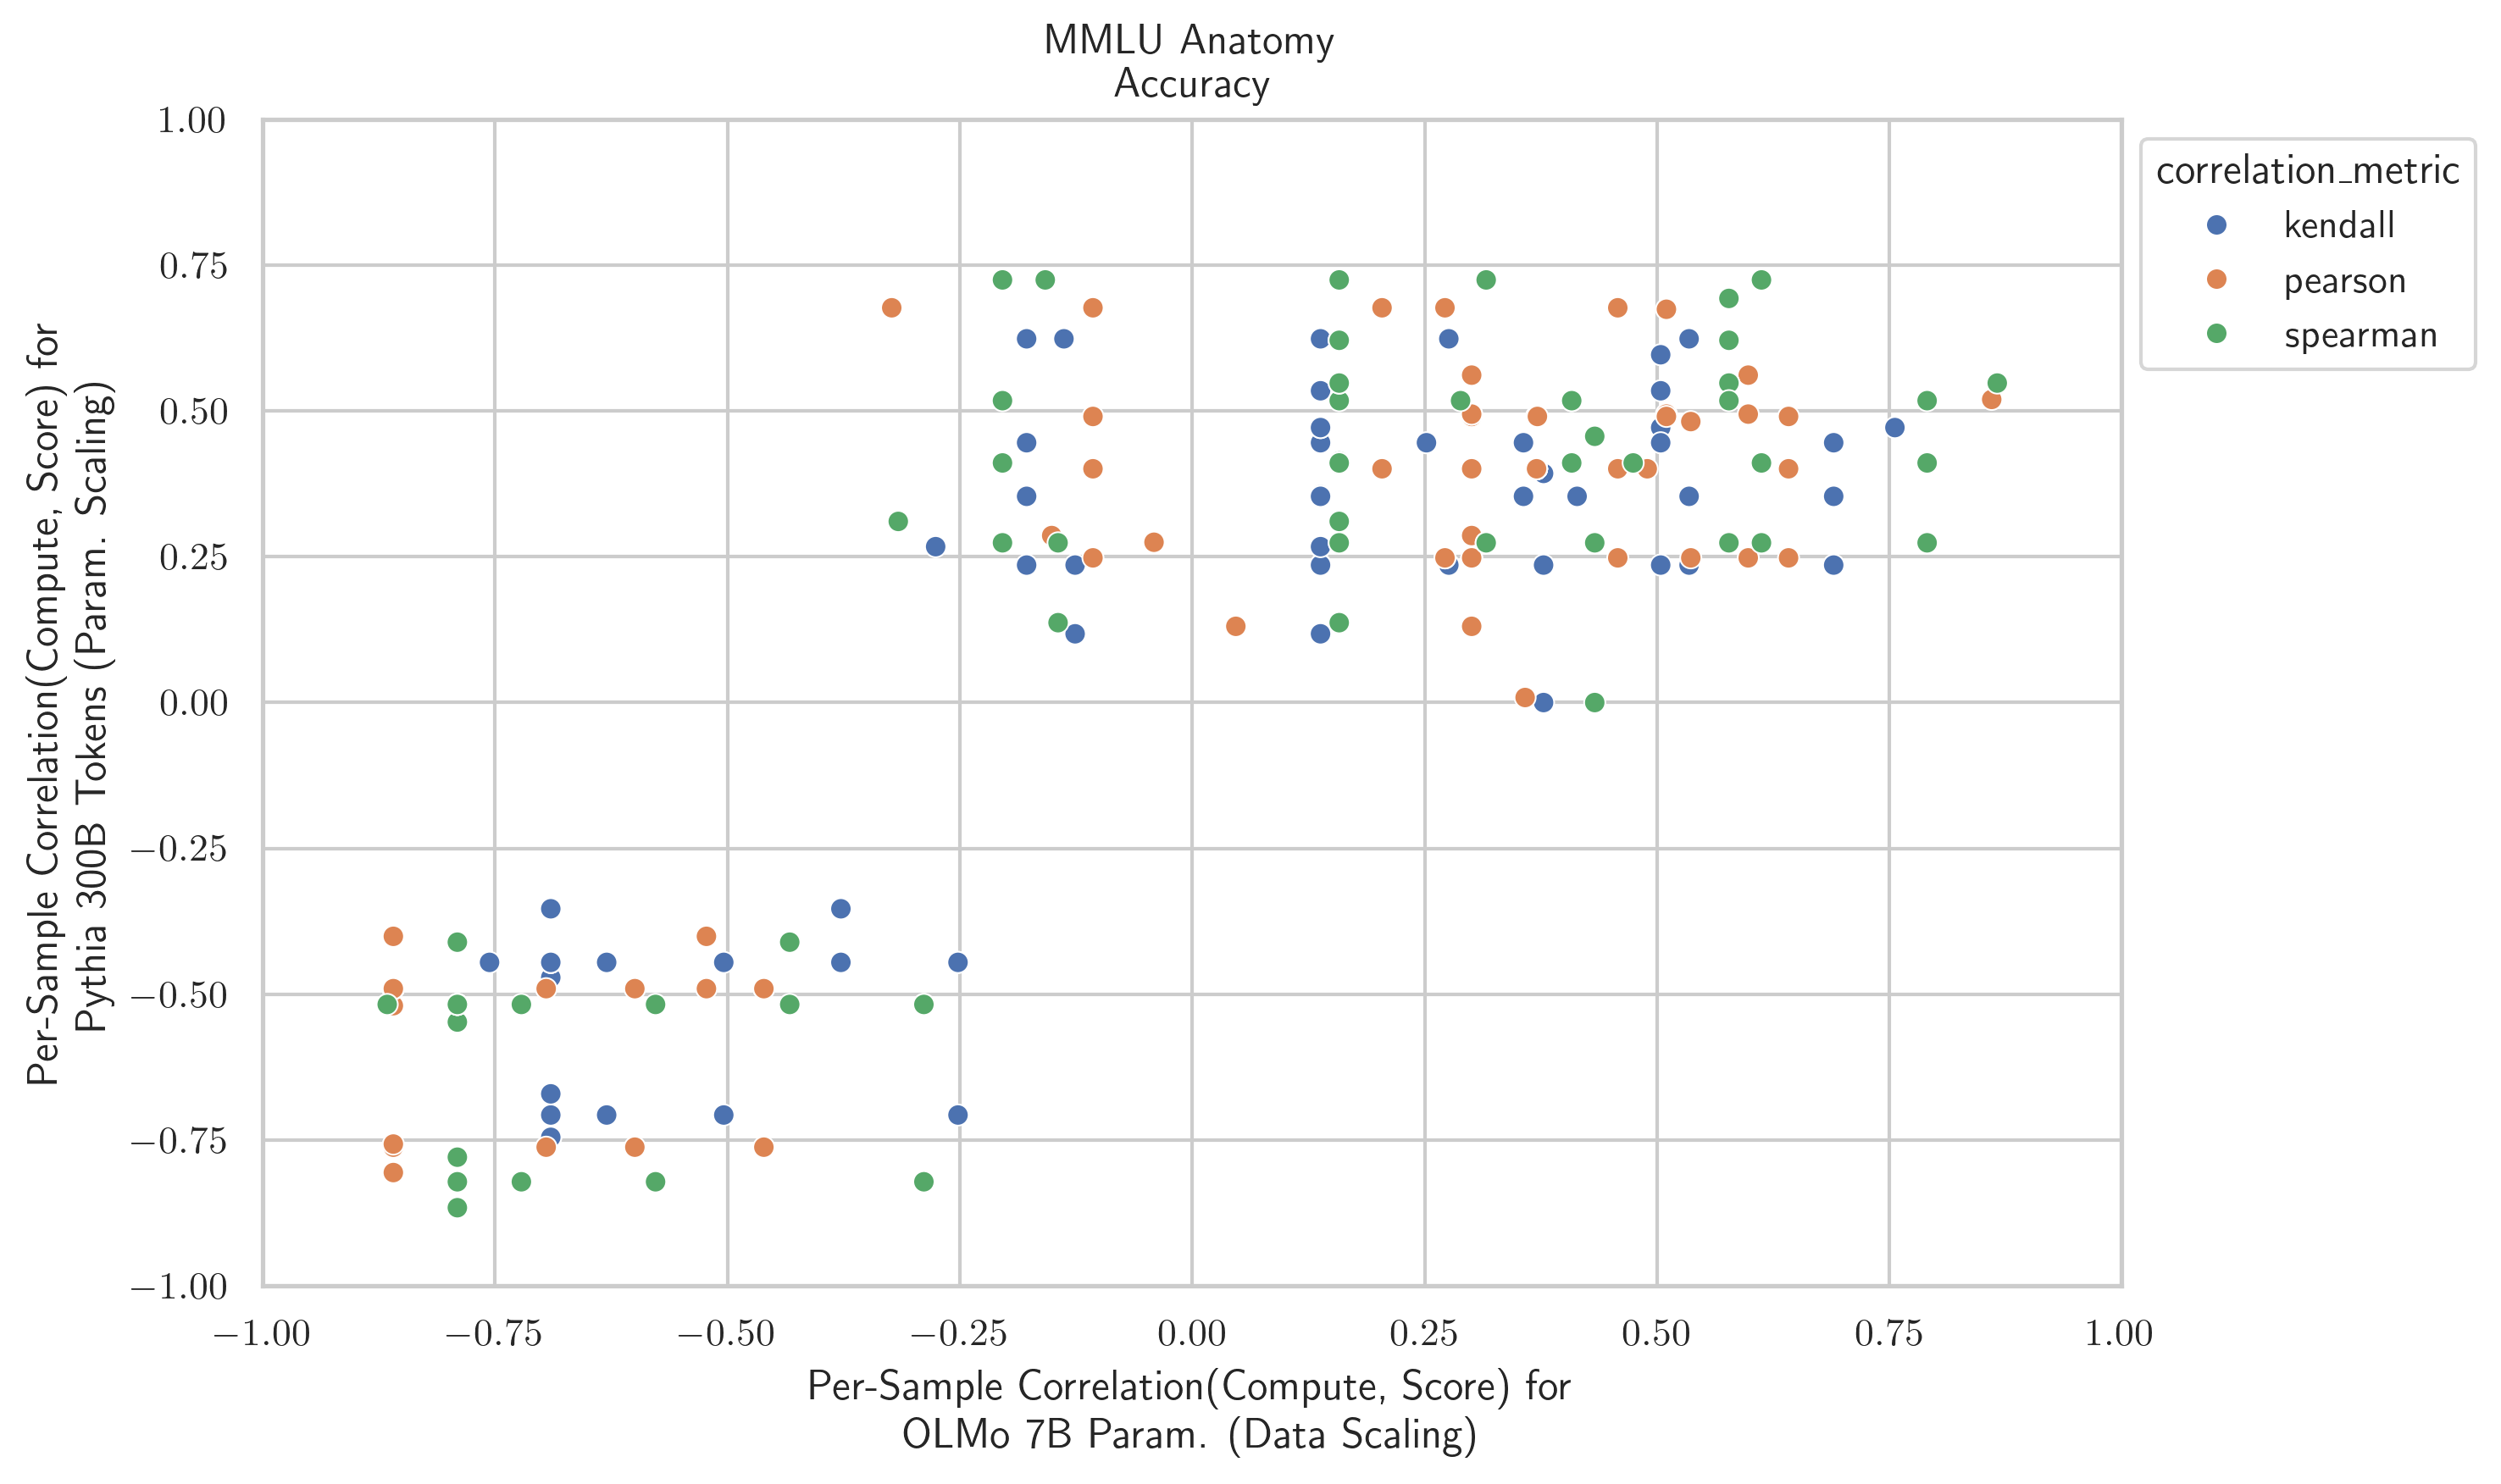 MMLU Anatomy
Accuracy
1.00
0.75
0.50
0.25
0.00
−0.25
−0.50
−0.75
−1.00
Per-Sample Correlation(Compute, Score) for
Pythia 300B Tokens (Param. Scaling)
correlation_metric
kendall
pearson
spearman
−1.00 −0.75 −0.50 −0.25 0.00 0.25 0.50 0.75 1.00
Per-Sample Correlation(Compute, Score) for
OLMo 7B Param. (Data Scaling)